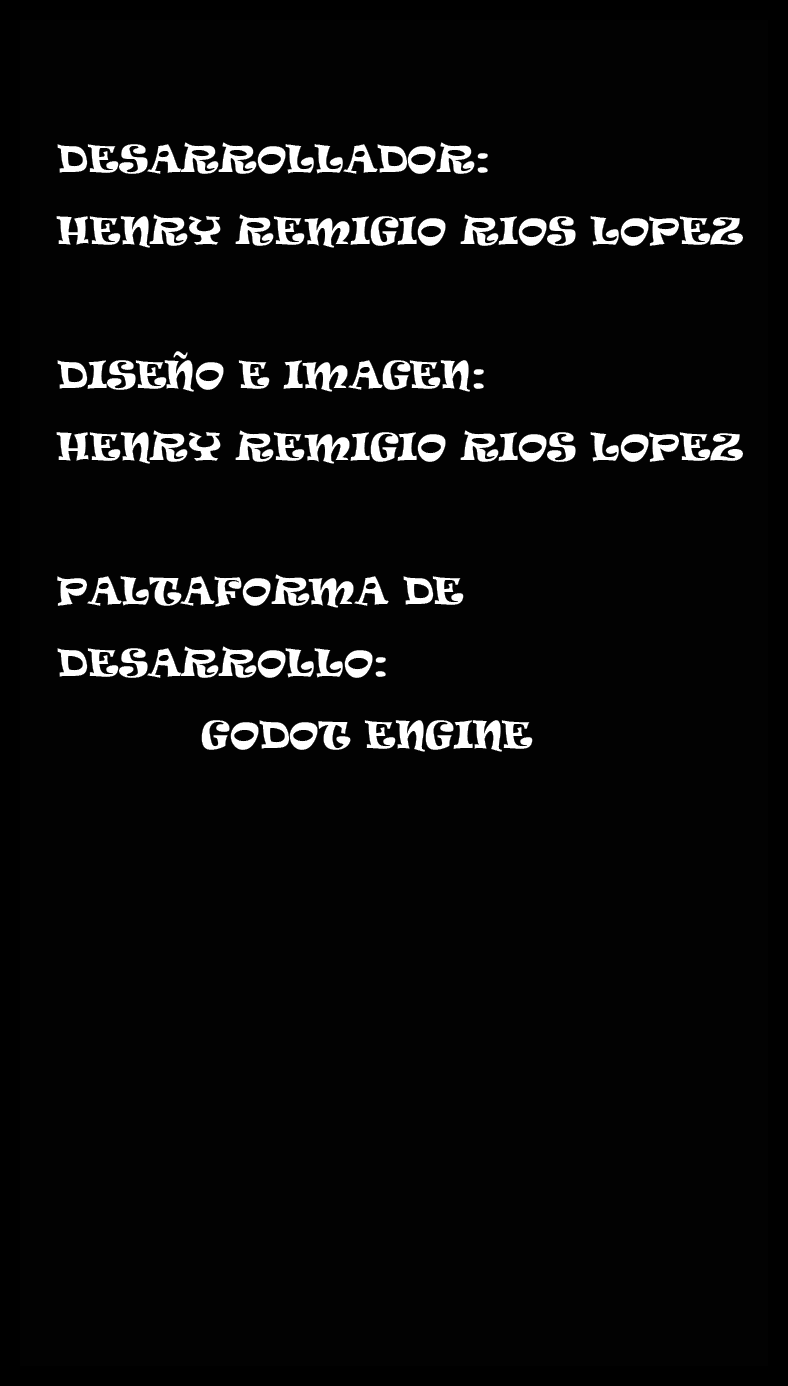 DESARROLLADOR:
HENRY REMIGIO RIOS LOPEZ
DISEÑO E IMAGEN:
HENRY REMIGIO RIOS LOPEZ
PALTAFORMA DE
DESARROLLO:
GODOT ENGINE